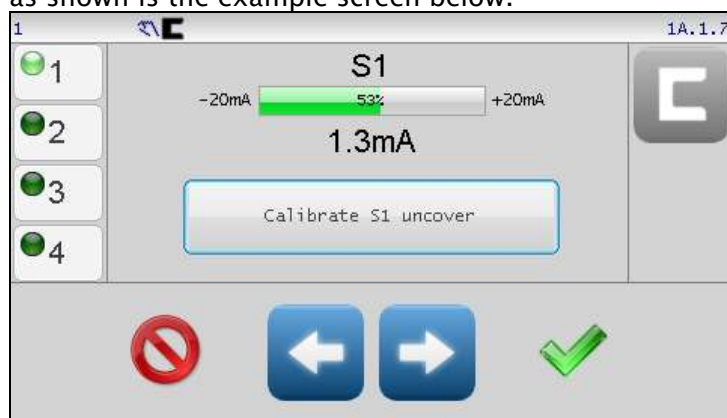 as shown is the example screen below.
1 1A.1.7
1 S1
-20mA 53% +20mA
2 1.3mA
3 Calibrate S1 uncover
4